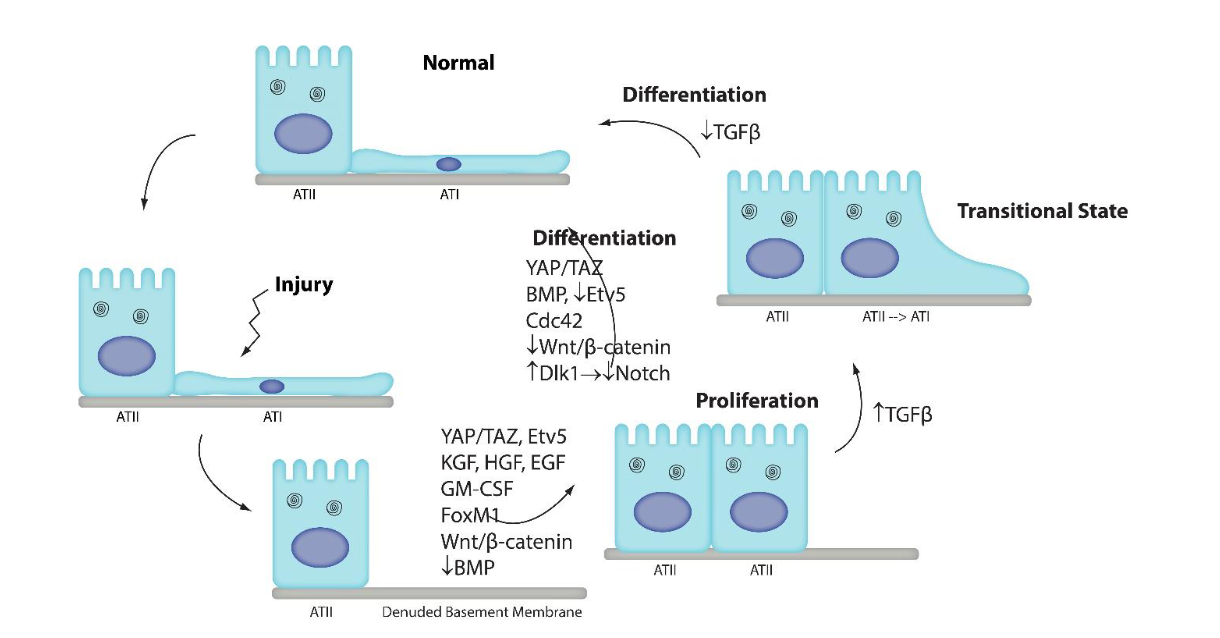 Normal
ATII
ATI
Differentiation
↓TGFβ
Transitional State
ATII
ATII --> ATI
Differentiation
YAP/TAZ
BMP, ↓Etv5
Cdc42
↓Wnt/β-catenin
↑Dlk1→↓Notch
Injury
ATII
ATI
Proliferation
↑TGFβ
YAP/TAZ, Etv5
KGF, HGF, EGF
GM-CSF
FoxM1
Wnt/β-catenin
↓BMP
ATII
ATII
ATII
Denuded Basement Membrane